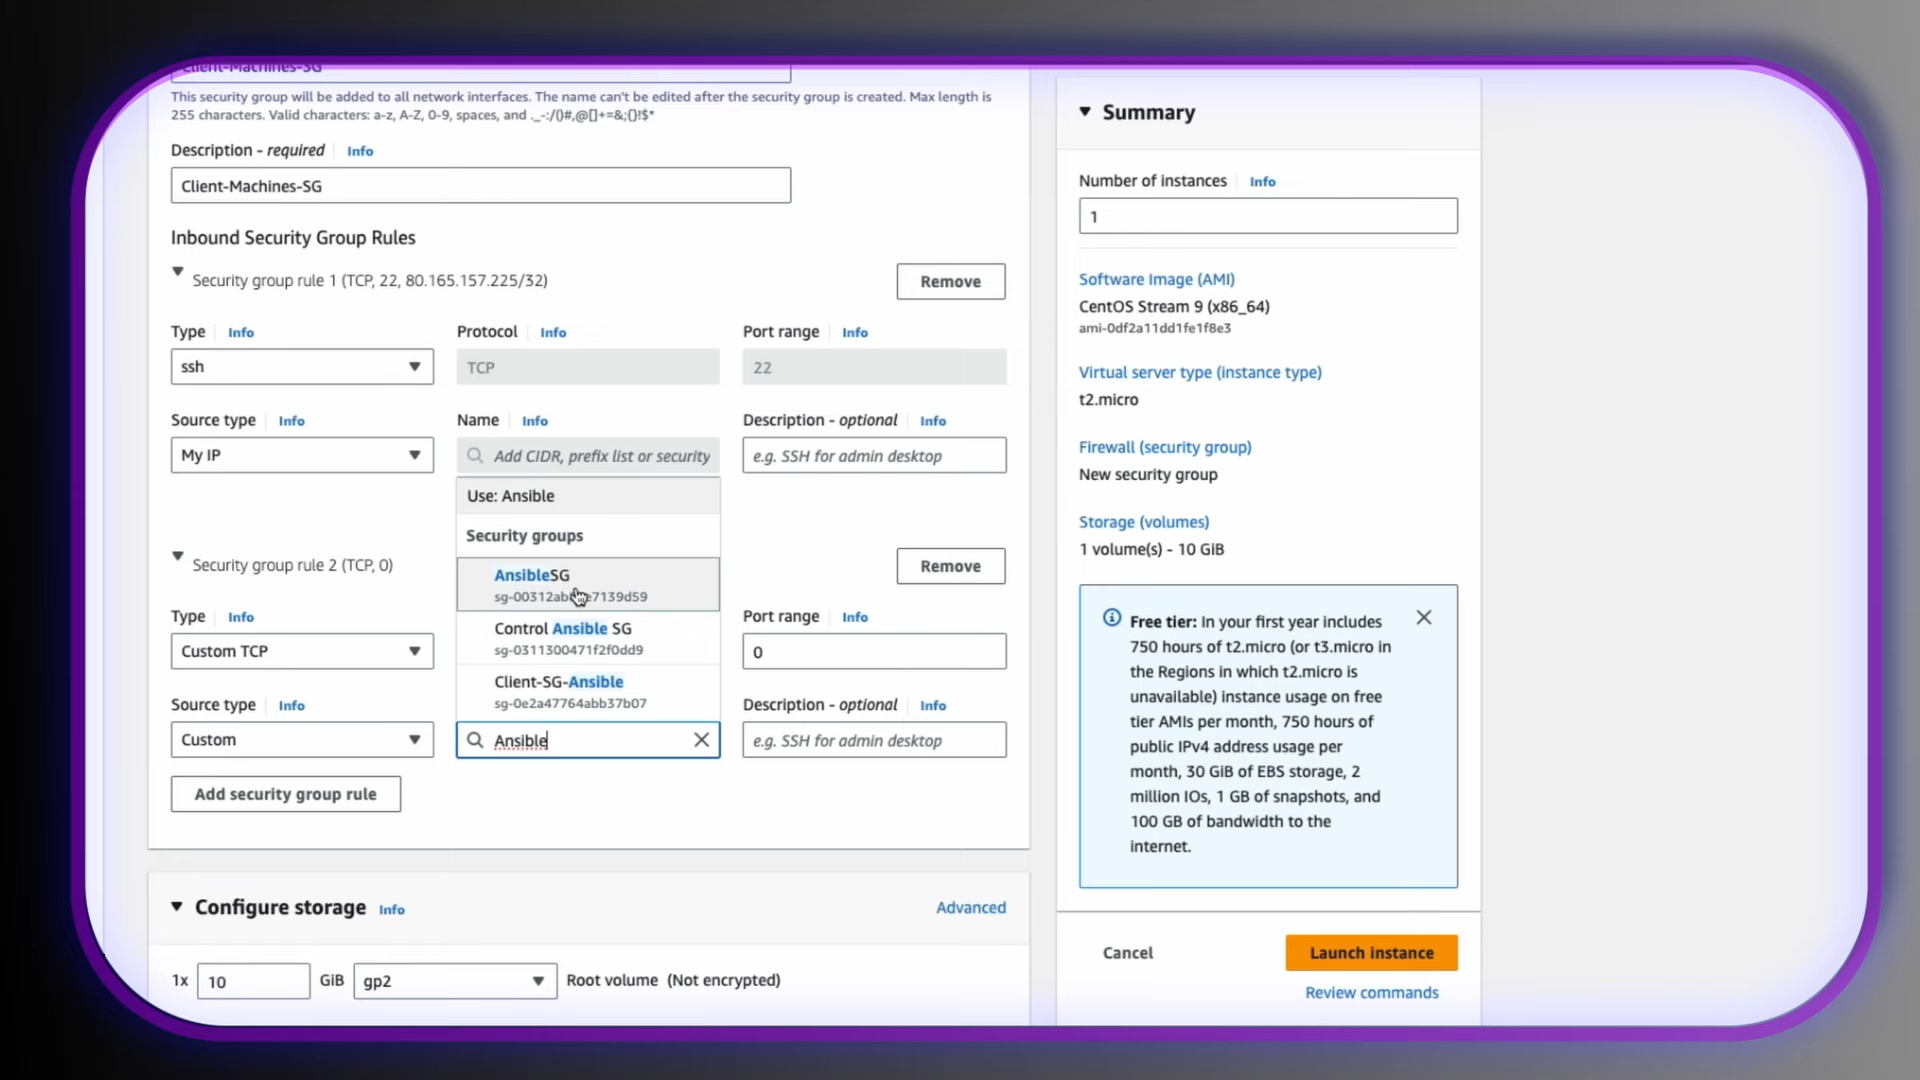 Client-Machines-SG
This security group will be added to all network interfaces. The name can't be edited after the security group is created. Max length is
255 characters. Valid characters: a-z, A-Z, 0-9, spaces, and ._-:/()#,@[]+=&;{}!$*
Description - required Info
Client-Machines-SG
Inbound Security Group Rules
Security group rule 1 (TCP, 22, 80.165.157.225/32)
Remove
Type Info
Protocol Info
Port range Info
ssh
TCP
22
Source type Info
Name Info
Description - optional Info
My IP
Add CIDR, prefix list or security
e.g. SSH for admin desktop
Use: Ansible
Security groups
AnsibleSG
Control Ansible SG
sg-0311300471f2f0dd9
Client-SG-Ansible
sg-0e2a47764abb37b07
Security group rule 2 (TCP, 0)
Remove
Type Info
Port range Info
Custom TCP
0
Source type Info
Description - optional Info
Custom
Ansible
e.g. SSH for admin desktop
Add security group rule
Configure storage Info
Advanced
1x 10 GiB gp2 Root volume (Not encrypted)
Summary
Number of instances Info
1
Software Image (AMI)
CentOS Stream 9 (x86_64)
ami-0df2a11dd1fe1f8e3
Virtual server type (instance type)
t2.micro
Firewall (security group)
New security group
Storage (volumes)
1 volume(s) - 10 GiB
Free tier: In your first year includes
750 hours of t2.micro (or t3.micro in
the Regions in which t2.micro is
unavailable) instance usage on free
tier AMIs per month, 750 hours of
public IPv4 address usage per
month, 30 GiB of EBS storage, 2
million IOs, 1 GB of snapshots, and
100 GB of bandwidth to the
internet.
Cancel
Launch instance
Review commands